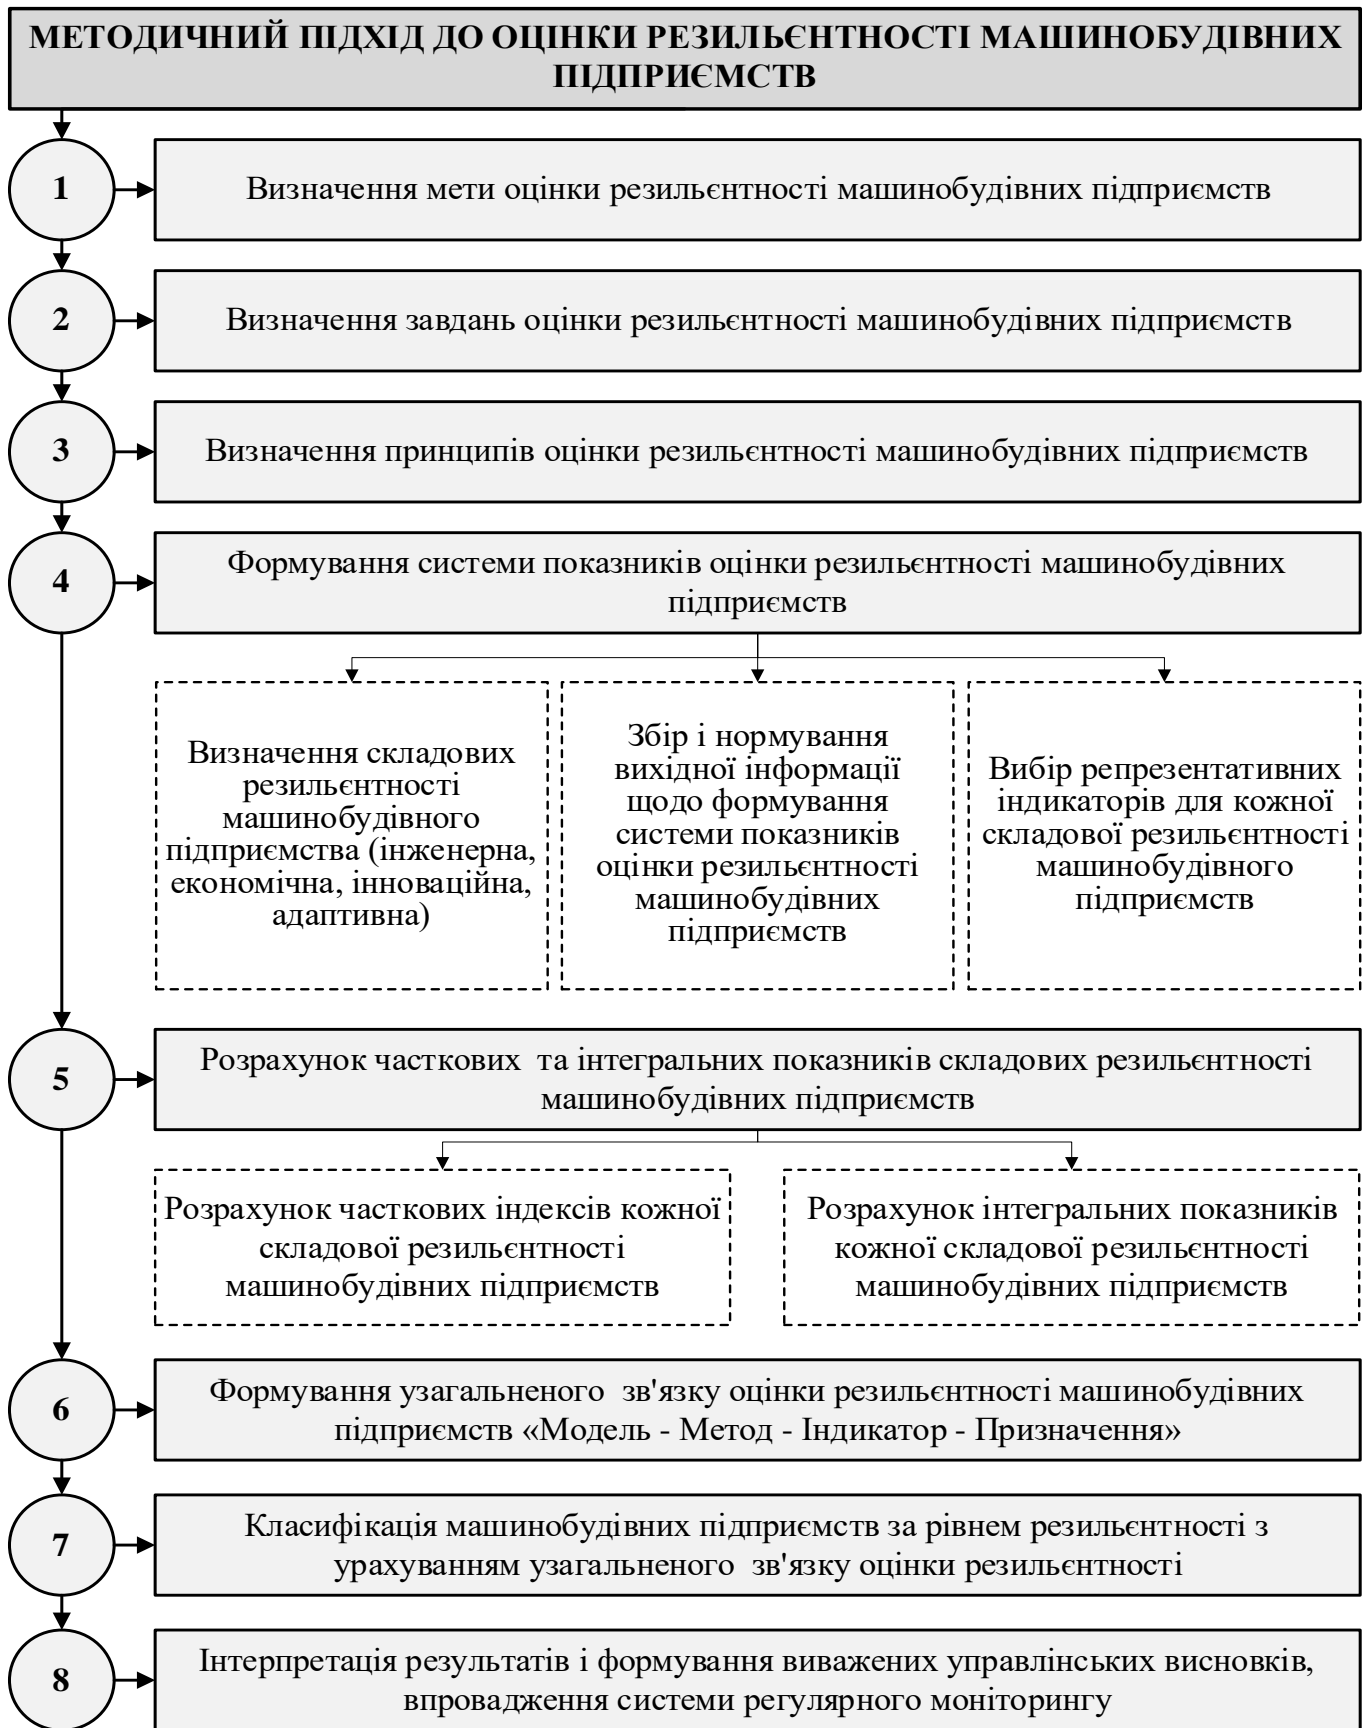 МЕТОДИЧНИЙ ПІДХІД ДО ОЦІНКИ РЕЗИЛЬЄНТНОСТІ МАШИНОБУДІВНИХ
ПІДПРИЄМСТВ
1
Визначення мети оцінки резильєнтності машинобудівних підприємств
2
Визначення завдань оцінки резильєнтності машинобудівних підприємств
3
Визначення принципів оцінки резильєнтності машинобудівних підприємств
4
Формування системи показників оцінки резильєнтності машинобудівних
підприємств
Визначення складових
резильєнтності
машинобудівного
підприємства (інженерна,
економічна, інноваційна,
адаптивна)
Збір і нормування
вихідної інформації
щодо формування
системи показників
оцінки резильєнтності
машинобудівних
підприємств
Вибір репрезентативних
індикаторів для кожної
складової резильєнтності
машинобудівного
підприємств
5
Розрахунок часткових  та інтегральних показників складових резильєнтності
машинобудівних підприємств
Розрахунок часткових індексів кожної
складової резильєнтності
машинобудівних підприємств
Розрахунок інтегральних показників
кожної складової резильєнтності
машинобудівних підприємств
6
Формування узагальненого  зв'язку оцінки резильєнтності машинобудівних
підприємств «Модель - Метод - Індикатор - Призначення»
7
Класифікація машинобудівних підприємств за рівнем резильєнтності з
урахуванням узагальненого  зв'язку оцінки резильєнтності
8
Інтерпретація результатів і формування виважених управлінських висновків,
впровадження системи регулярного моніторингу